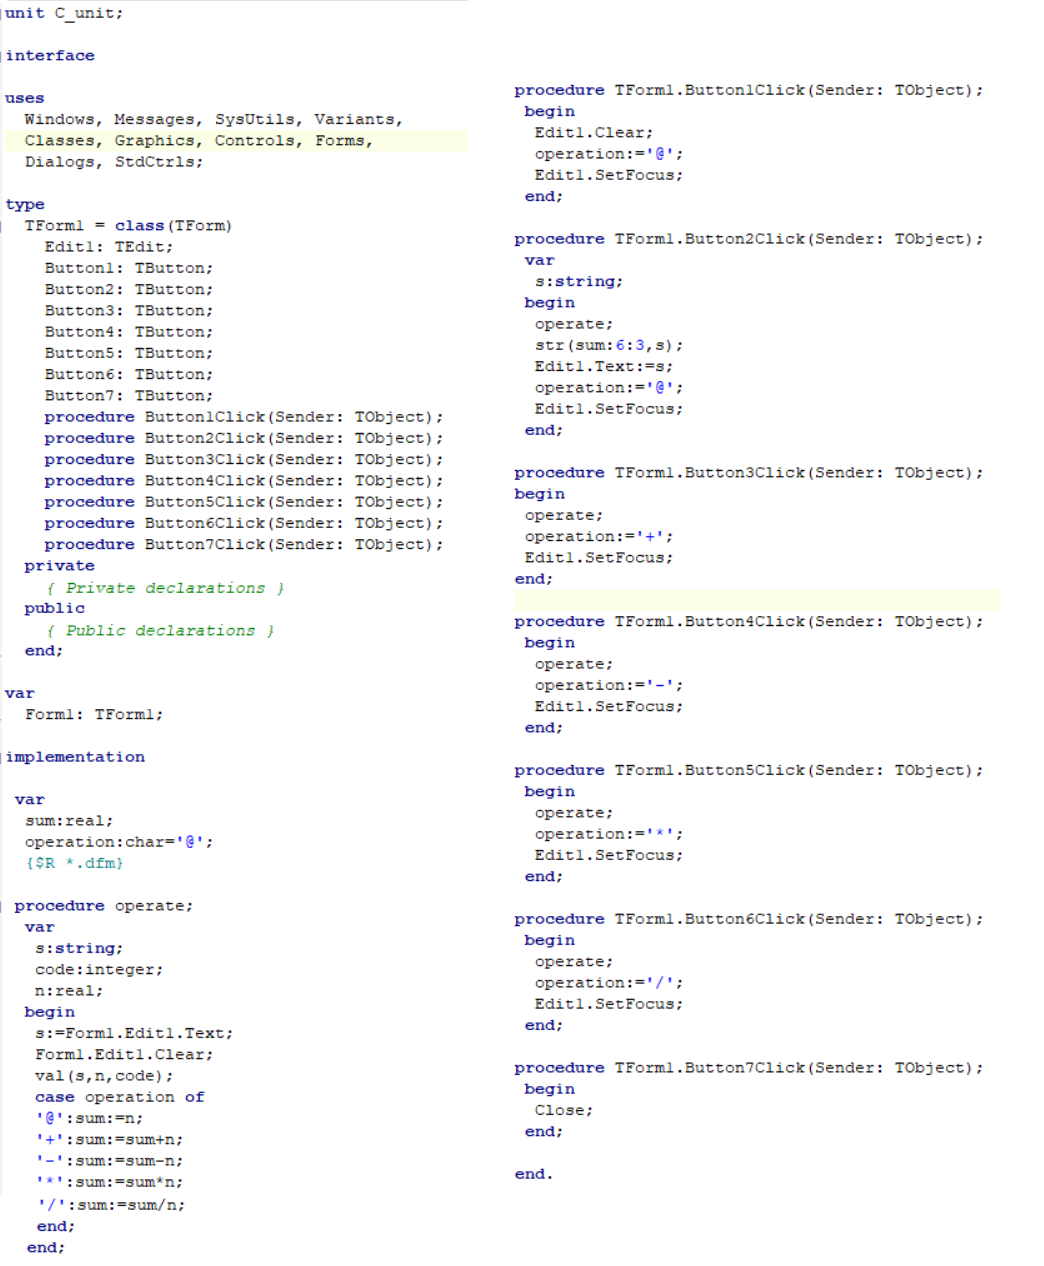 unit C_unit;
interface
uses
Windows, Messages, SysUtils, Variants,
Classes, Graphics, Controls, Forms,
Dialogs, StdCtrls;
type
TForm1 = class(TForm)
Edit1: TEdit;
Button1: TButton;
Button2: TButton;
Button3: TButton;
Button4: TButton;
Button5: TButton;
Button6: TButton;
Button7: TButton;
procedure Button1Click(Sender: TObject);
procedure Button2Click(Sender: TObject);
procedure Button3Click(Sender: TObject);
procedure Button4Click(Sender: TObject);
procedure Button5Click(Sender: TObject);
procedure Button6Click(Sender: TObject);
procedure Button7Click(Sender: TObject);
private
{ Private declarations }
public
{ Public declarations }
end;
var
Form1: TForm1;
implementation
var
sum:real;
operation:char='@';
{$R *.dfm}
procedure operate;
var
s:string;
code:integer;
n:real;
begin
s:=Form1.Edit1.Text;
Form1.Edit1.Clear;
val(s,n,code);
case operation of
'@':sum:=n;
'+':sum:=sum+n;
'-':sum:=sum-n;
'*':sum:=sum*n;
'/':sum:=sum/n;
end;
end;
procedure TForm1.Button1Click(Sender: TObject);
begin
Edit1.Clear;
operation:='@';
Edit1.SetFocus;
end;
procedure TForm1.Button2Click(Sender: TObject);
var
s:string;
begin
operate;
str(sum:6:3,s);
Edit1.Text:=s;
operation:='@';
Edit1.SetFocus;
end;
procedure TForm1.Button3Click(Sender: TObject);
begin
operate;
operation:='+';
Edit1.SetFocus;
end;
procedure TForm1.Button4Click(Sender: TObject);
begin
operate;
operation:='-';
Edit1.SetFocus;
end;
procedure TForm1.Button5Click(Sender: TObject);
begin
operate;
operation:='*';
Edit1.SetFocus;
end;
procedure TForm1.Button6Click(Sender: TObject);
begin
operate;
operation:='/';
Edit1.SetFocus;
end;
procedure TForm1.Button7Click(Sender: TObject);
begin
Close;
end;
end.